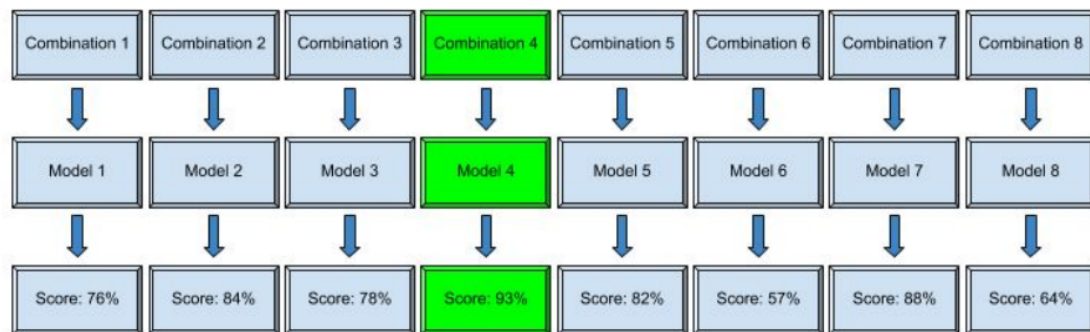 Combination 1
Combination 2
Combination 3
Combination 4
Combination 5
Combination 6
Combination 7
Combination 8
Model 1
Model 2
Model 3
Model 4
Model 5
Model 6
Model 7
Model 8
Score: 76%
Score: 84%
Score: 78%
Score: 93%
Score: 82%
Score: 57%
Score: 88%
Score: 64%